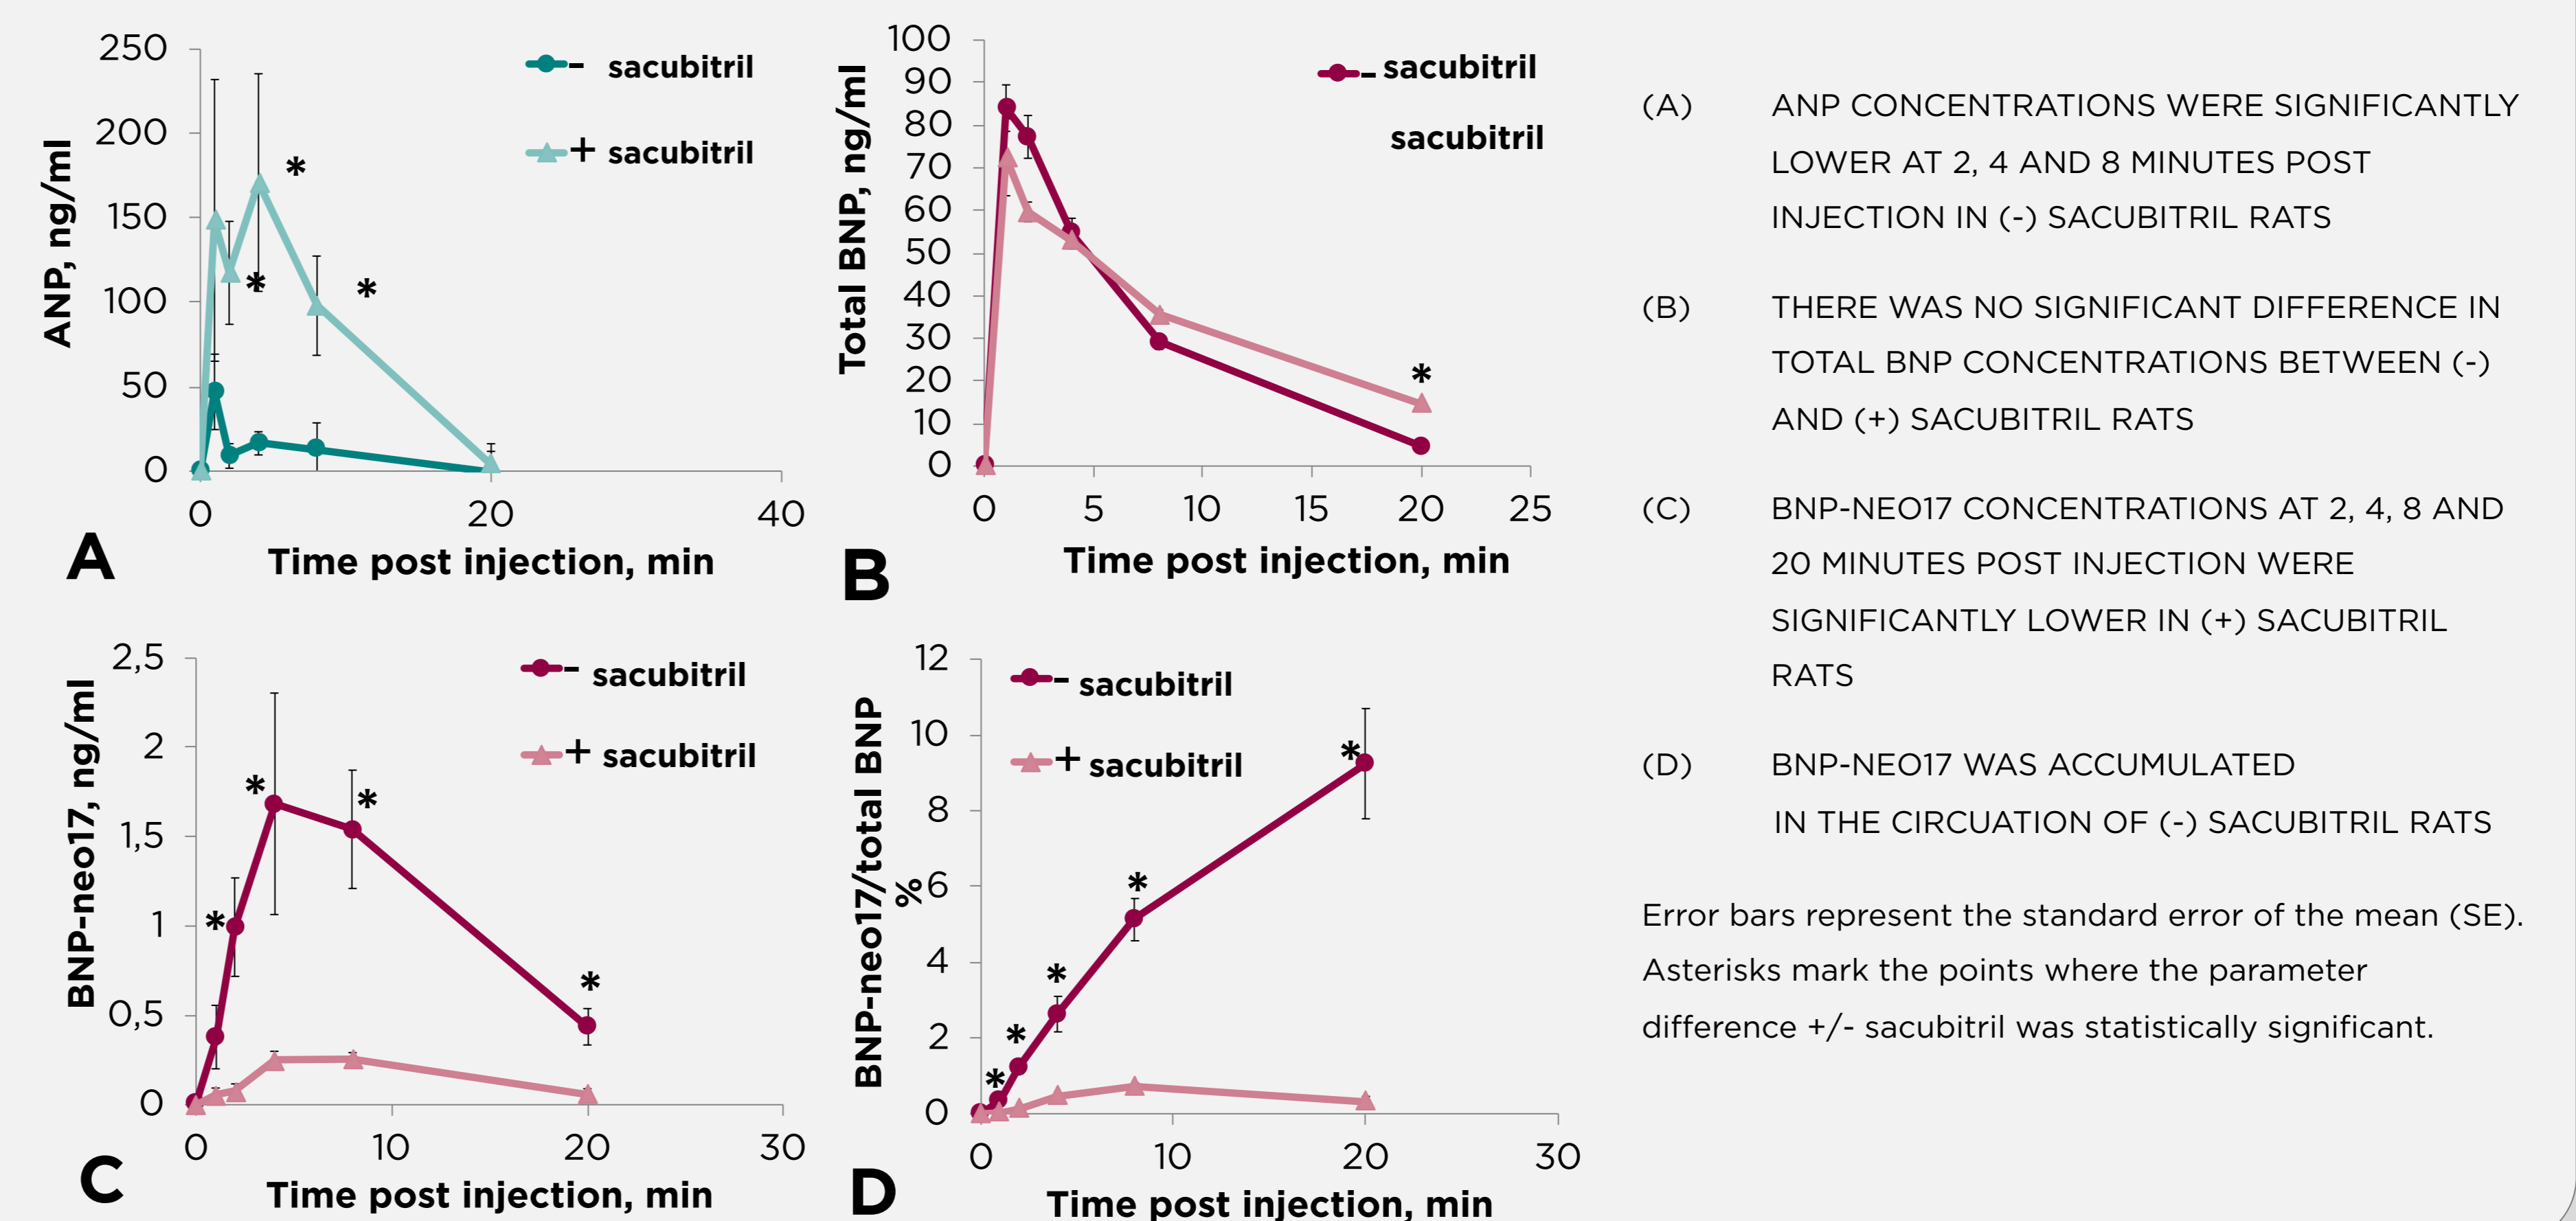 250
200
150
100
50
0
0
20
40
ANP, ng/ml
- sacubitril
+ sacubitril
*
*
*
A
Time post injection, min
100
90
80
70
60
50
40
30
20
10
0
0
5
10
15
20
25
Total BNP, ng/ml
- sacubitril
sacubitril
*
B
Time post injection, min
2,5
2
1,5
1
0,5
0
0
10
20
30
BNP-neo17, ng/ml
- sacubitril
+ sacubitril
*
*
*
*
C
Time post injection, min
12
10
8
6
4
2
0
0
10
20
30
BNP-neo17/total BNP
%
- sacubitril
+ sacubitril
*
*
*
*
*
D
Time post injection, min
(A) ANP CONCENTRATIONS WERE SIGNIFICANTLY
LOWER AT 2, 4 AND 8 MINUTES POST
INJECTION IN (-) SACUBITRIL RATS
(B) THERE WAS NO SIGNIFICANT DIFFERENCE IN
TOTAL BNP CONCENTRATIONS BETWEEN (-)
AND (+) SACUBITRIL RATS
(C) BNP-NEO17 CONCENTRATIONS AT 2, 4, 8 AND
20 MINUTES POST INJECTION WERE
SIGNIFICANTLY LOWER IN (+) SACUBITRIL
RATS
(D) BNP-NEO17 WAS ACCUMULATED
IN THE CIRCUATION OF (-) SACUBITRIL RATS
Error bars represent the standard error of the mean (SE).
Asterisks mark the points where the parameter
difference +/- sacubitril was statistically significant.